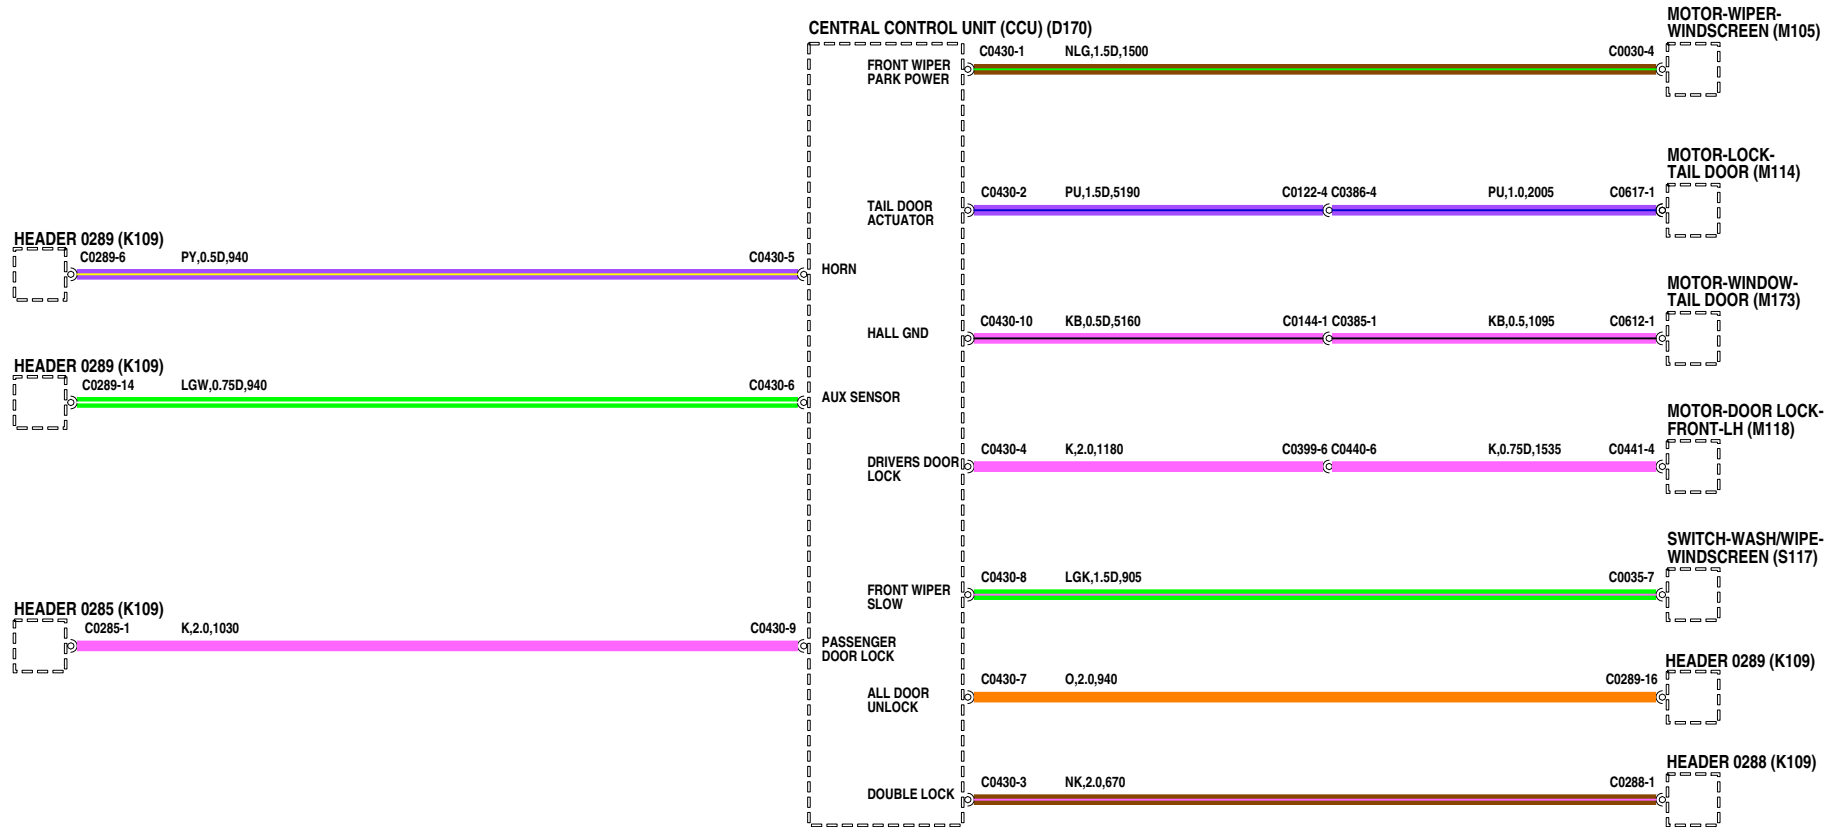 CENTRAL CONTROL UNIT (CCU) (D170)
MOTOR-WIPER-
WINDSCREEN (M105)
FRONT WIPER
PARK POWER
C0430-1 NLG,1.5D,1500 C0030-4
MOTOR-LOCK-
TAIL DOOR (M114)
TAIL DOOR
ACTUATOR
C0430-2 PU,1.5D,5190 C0122-4 C0386-4 PU,1.0,2005 C0617-1
HEADER 0289 (K109)
C0289-6 PY,0.5D,940 C0430-5
HORN
MOTOR-WINDOW-
TAIL DOOR (M173)
HALL GND
C0430-10 KB,0.5D,5160 C0144-1 C0385-1 KB,0.5,1095 C0612-1
HEADER 0289 (K109)
C0289-14 LGW,0.75D,940 C0430-6
AUX SENSOR
MOTOR-DOOR LOCK-
FRONT-LH (M118)
DRIVERS DOOR
LOCK
C0430-4 K,2.0,1180 C0399-6 C0440-6 K,0.75D,1535 C0441-4
SWITCH-WASH/WIPE-
WINDSCREEN (S117)
FRONT WIPER
SLOW
C0430-8 LGK,1.5D,905 C0035-7
HEADER 0285 (K109)
C0285-1 K,2.0,1030 C0430-9
PASSENGER
DOOR LOCK
HEADER 0289 (K109)
ALL DOOR
UNLOCK
C0430-7 O,2.0,940 C0289-16
HEADER 0288 (K109)
DOUBLE LOCK
C0430-3 NK,2.0,670 C0288-1